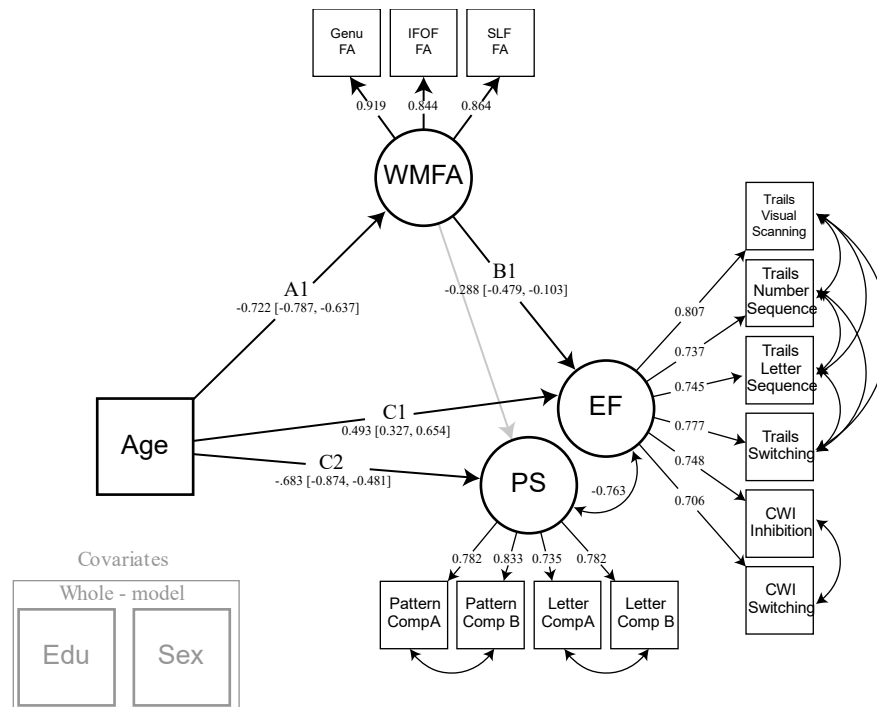 Genu
FA
IFOF
FA
SLF
FA
0.919
0.844
0.864
WMFA
Trails
Visual
Scanning
Trails
Number
Sequence
Trails
Letter
Sequence
Trails
Switching
CWI
Inhibition
CWI
Switching
A1
-0.722 [-0.787, -0.637]
B1
-0.288 [-0.479, -0.103]
0.807
0.737
0.745
0.777
0.748
0.706
EF
Age
C1
0.493 [0.327, 0.654]
C2
-.683 [-0.874, -0.481]
PS
-0.763
0.782
0.833
0.735
0.782
Pattern
CompA
Pattern
Comp B
Letter
CompA
Letter
Comp B
Covariates
Whole - model
Edu
Sex